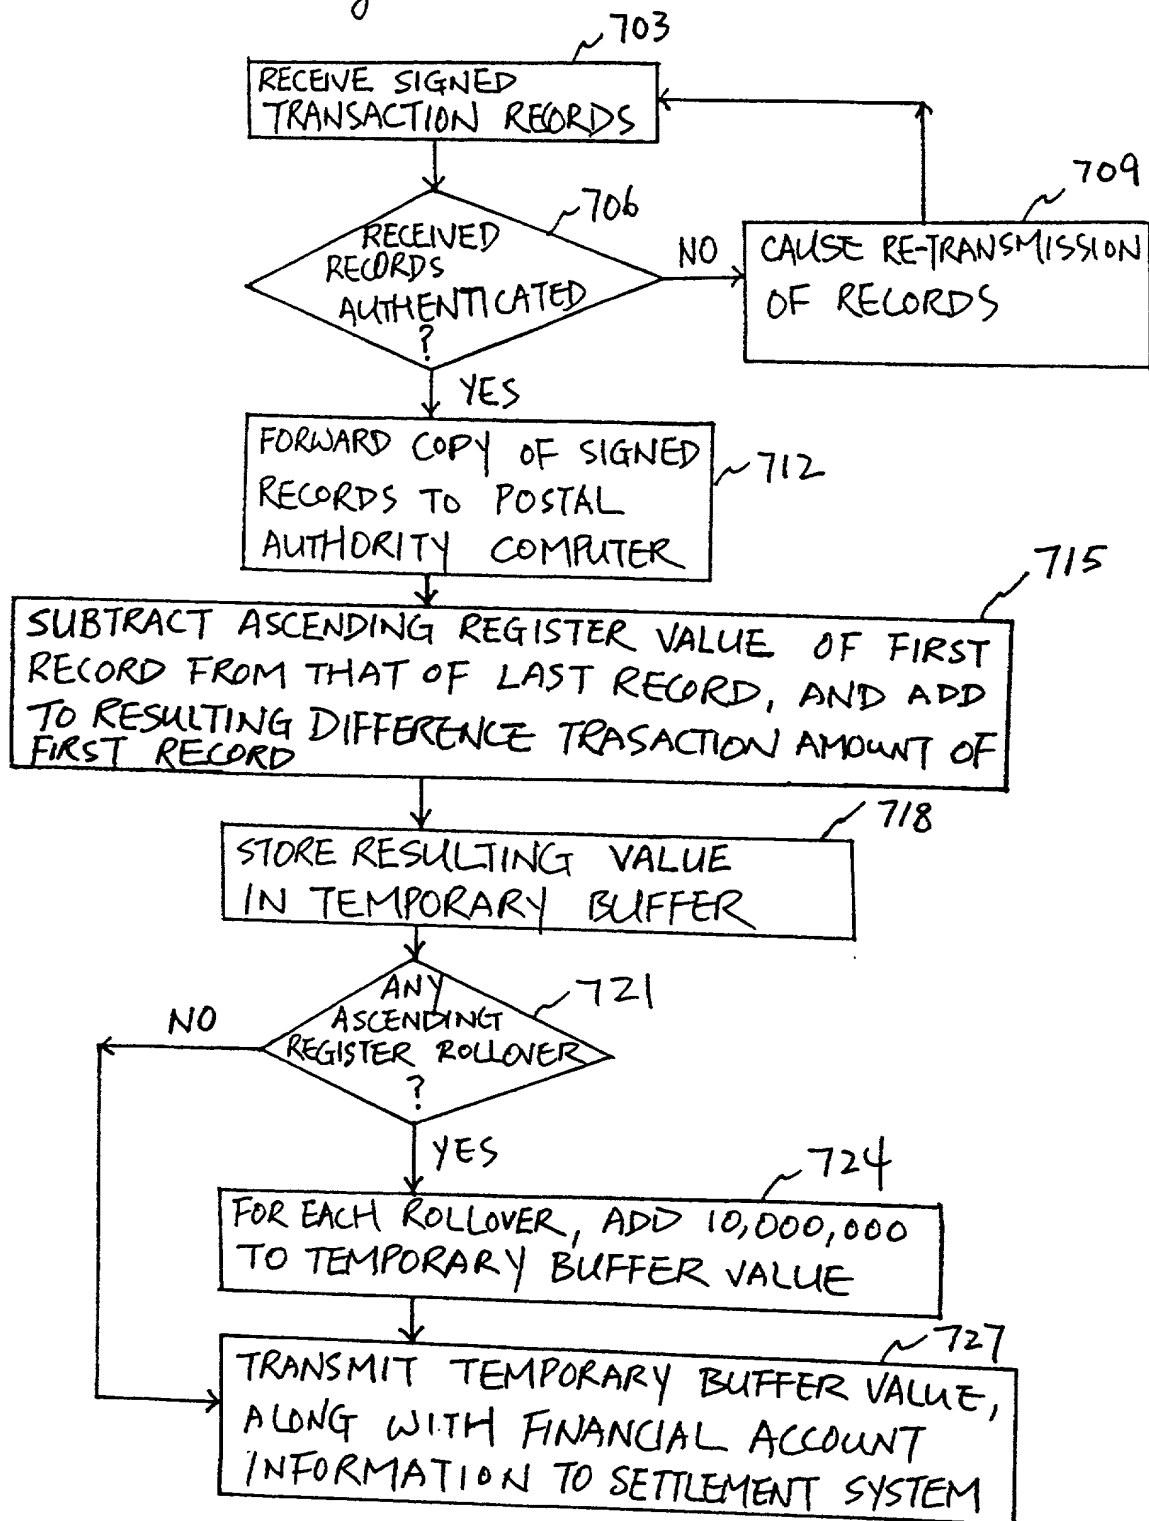 703
RECEIVE SIGNED
TRANSACTION RECORDS
709
706
RECEIVED
RECORDS
AUTHENTICATED
?
NO
CAUSE RE-TRANSMISSION
OF RECORDS
YES
FORWARD COPY OF SIGNED
RECORDS TO POSTAL
AUTHORITY COMPUTER
712
715
SUBTRACT ASCENDING REGISTER VALUE OF FIRST
RECORD FROM THAT OF LAST RECORD, AND ADD
TO RESULTING DIFFERENCE TRASACTION AMOUNT OF
FIRST RECORD
718
STORE RESULTING VALUE
IN TEMPORARY BUFFER
721
ANY
ASCENDING
REGISTER ROLLOVER
?
NO
YES
724
FOR EACH ROLLOVER, ADD 10,000,000
TO TEMPORARY BUFFER VALUE
727
TRANSMIT TEMPORARY BUFFER VALUE,
ALONG WITH FINANCIAL ACCOUNT
INFORMATION TO SETTLEMENT SYSTEM